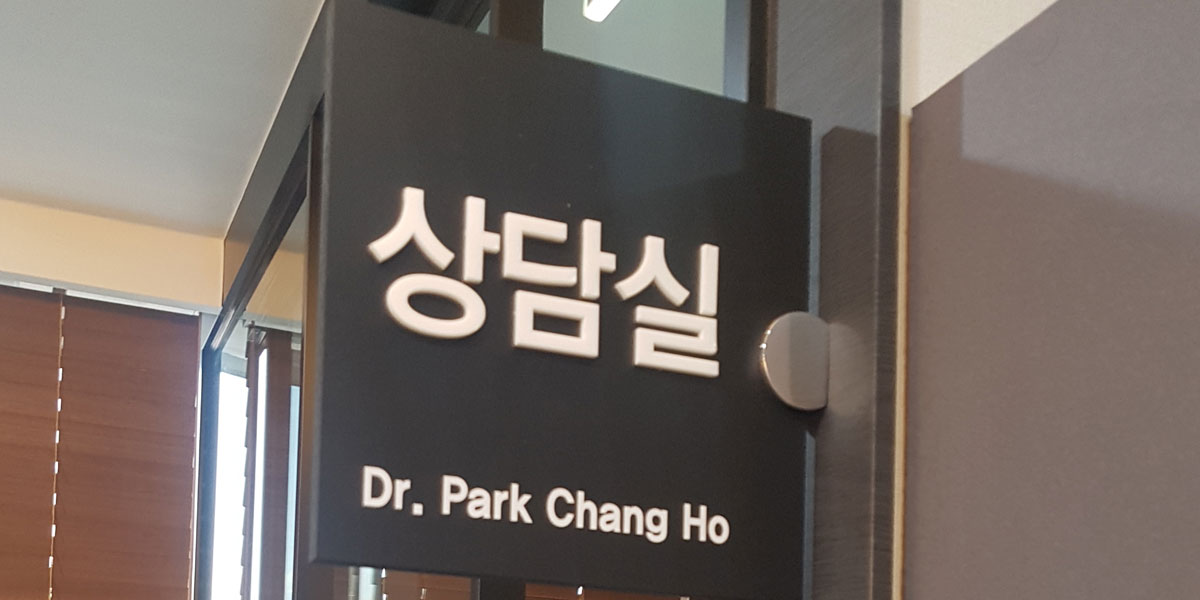 상담실
Dr. Park Chang Ho